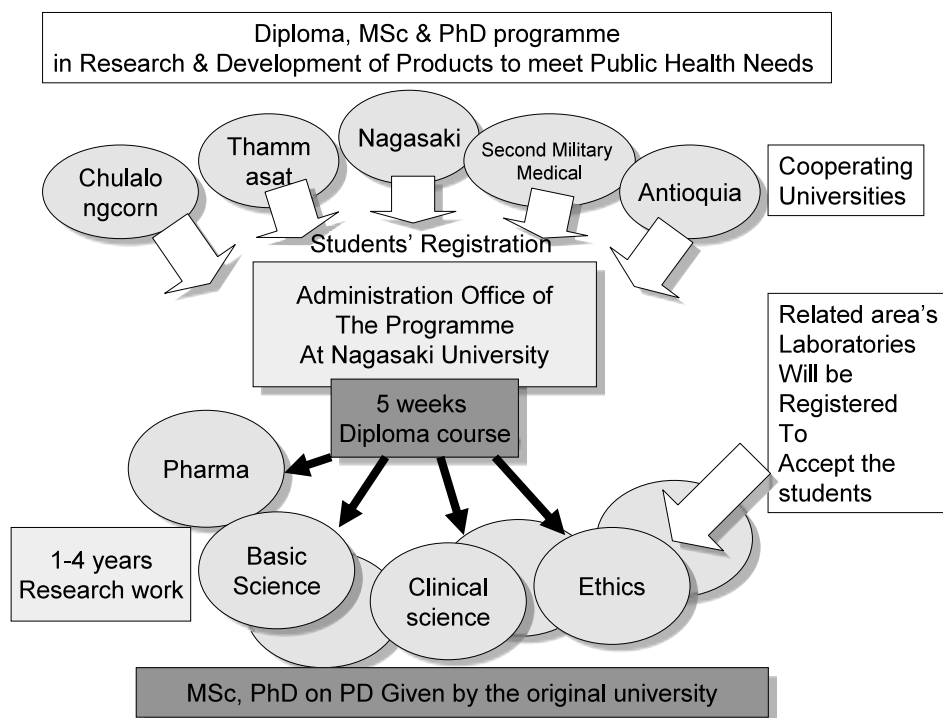 Diploma, MSc & PhD programme
in Research & Development of Products to meet Public Health Needs
Chulalo
ngcorn
Thamm
asat
Nagasaki
Second Military
Medical
Antioquia
Cooperating
Universities
Students' Registration
Administration Office of
The Programme
At Nagasaki University
5 weeks
Diploma course
Related area's
Laboratories
Will be
Registered
To
Accept the
students
Pharma
Basic
Science
Clinical
science
Ethics
1-4 years
Research work
MSc, PhD on PD Given by the original university